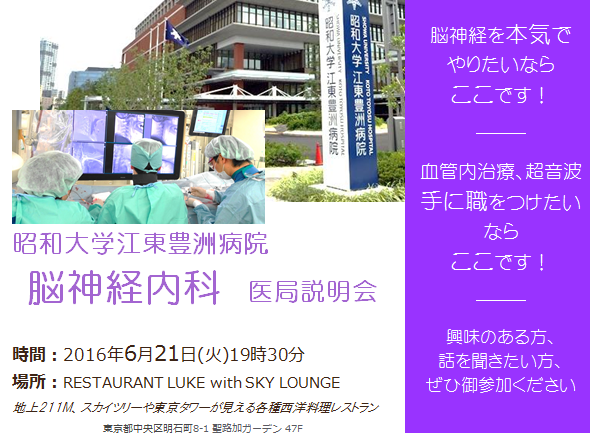 昭和大学 江東豊洲病院
SHOWA UNIVERSITY KOTO TOYOSU HOSPITAL
昭和大学江東豊洲病院
脳神経内科 医局説明会
時間：2016年6月21日(火)19時30分
場所：RESTAURANT LUKE with SKY LOUNGE
地上211M、スカイツリーや東京タワーが見える各種西洋料理レストラン
東京都中央区明石町8-1 聖路加ガーデン 47F
脳神経を本気で
やりたいなら
ここです！
血管内治療、超音波
手に職をつけたい
なら
ここです！
興味のある方、
話を聞きたい方、
ぜひ御参加ください